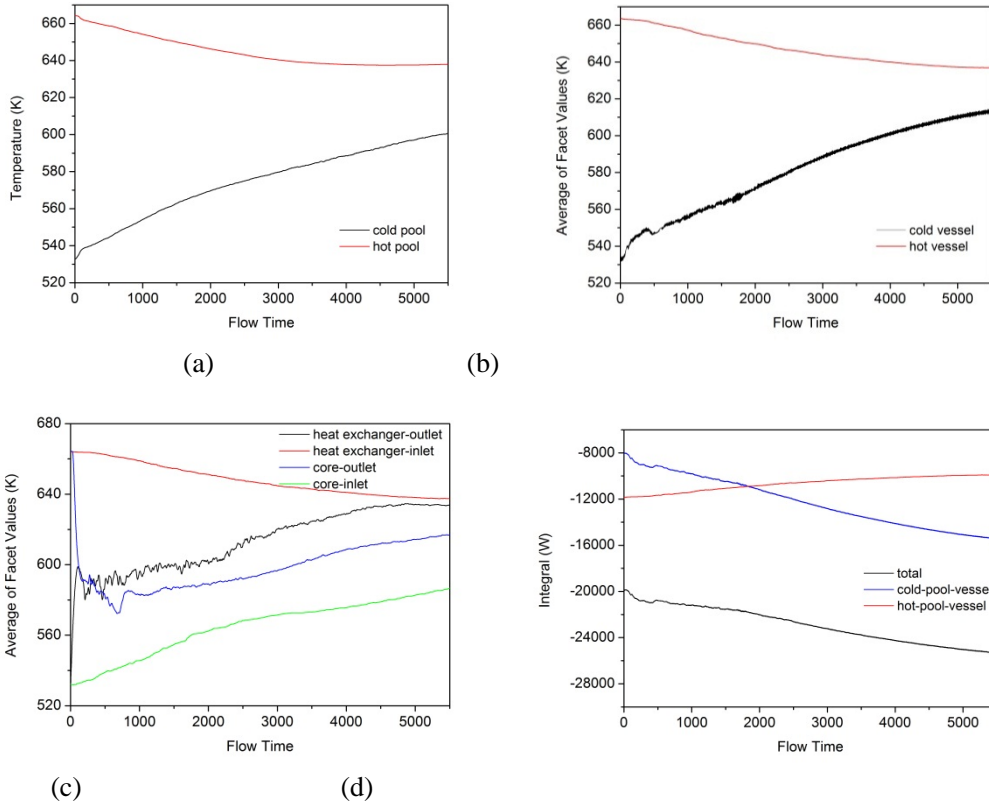 660
640
620
600
580
560
540
520
Temperature (K)
cold pool
hot pool
0 1000 2000 3000 4000 5000
Flow Time
(a)
680
660
640
620
600
580
560
540
520
Average of Facet Values (K)
cold vessel
hot vessel
0 1000 2000 3000 4000 5000
Flow Time
(b)
680
640
600
560
520
Average of Facet Values (K)
heat exchanger-outlet
heat exchanger-inlet
core-outlet
core-inlet
0 1000 2000 3000 4000 5000
Flow Time
(c)
-8000
-12000
-16000
-20000
-24000
-28000
Integral (W)
total
cold-pool-vesse
hot-pool-vessel
0 1000 2000 3000 4000 5000
Flow Time
(d)